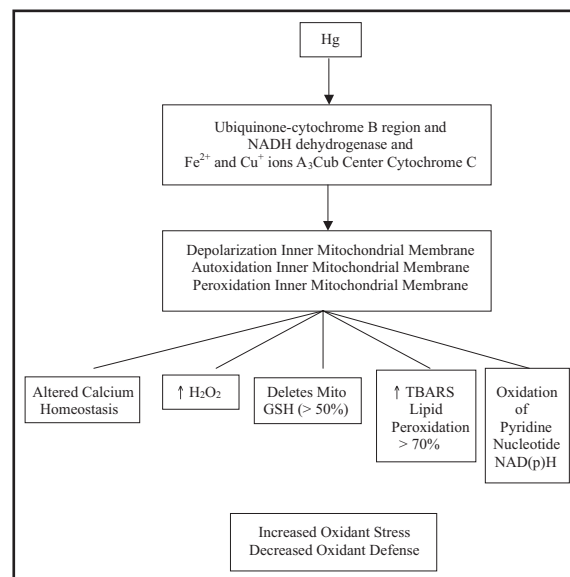 Hg
Ubiquinone-cytochrome B region and
NADH dehydrogenase and
Fe²⁺ and Cu⁺ ions A₃Cub Center Cytochrome C
Depolarization Inner Mitochondrial Membrane
Autoxidation Inner Mitochondrial Membrane
Peroxidation Inner Mitochondrial Membrane
Altered Calcium
Homeostasis
↑ H₂O₂
Deletes Mito
GSH (> 50%)
↑ TBARS
Lipid
Peroxidation
> 70%
Oxidation
of
Pyridine
Nucleotide
NAD(p)H
Increased Oxidant Stress
Decreased Oxidant Defense